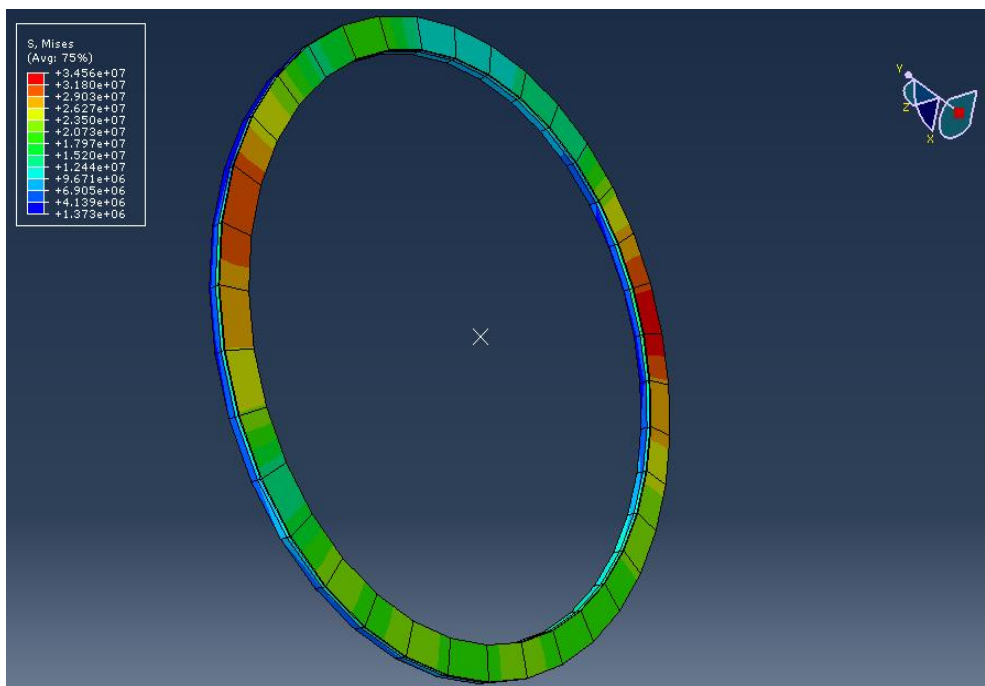 S, Mises
(Avg: 75%)
+3.456e+07
+3.180e+07
+2.903e+07
+2.627e+07
+2.350e+07
+2.073e+07
+1.797e+07
+1.520e+07
+1.244e+07
+9.671e+06
+6.905e+06
+4.139e+06
+1.373e+06
Y
Z
X